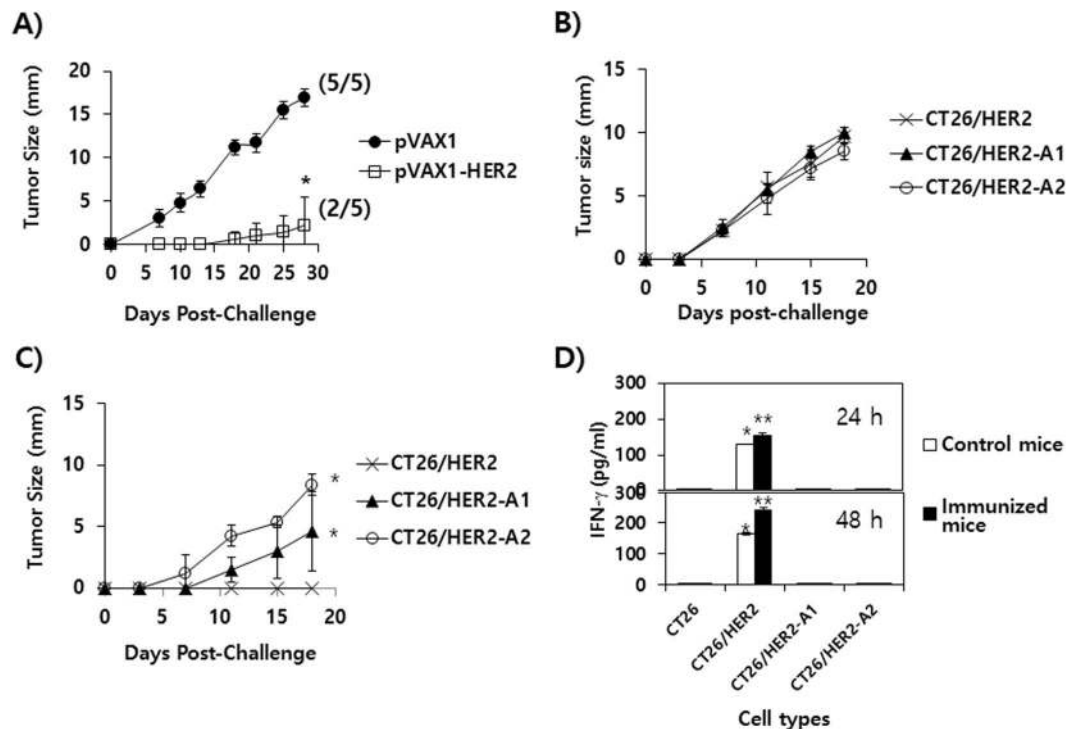 A)
Tumor Size (mm)
20
15
10
5
0
0 5 10 15 20 25 30
Days Post-Challenge
(5/5)
*
(2/5)
pVAX1
pVAX1-HER2
B)
Tumor size (mm)
15
10
5
0
0 5 10 15 20
Days post-challenge
CT26/HER2
CT26/HER2-A1
CT26/HER2-A2
C)
Tumor Size (mm)
15
10
5
0
0 5 10 15 20
Days Post-Challenge
*
*
CT26/HER2
CT26/HER2-A1
CT26/HER2-A2
D)
IFN-γ (pg/ml)
300
200
100
0
* **
24 h
300
200
100
0
* **
48 h
CT26
CT26/HER2
CT26/HER2-A1
CT26/HER2-A2
Cell types
Control mice
Immunized
mice